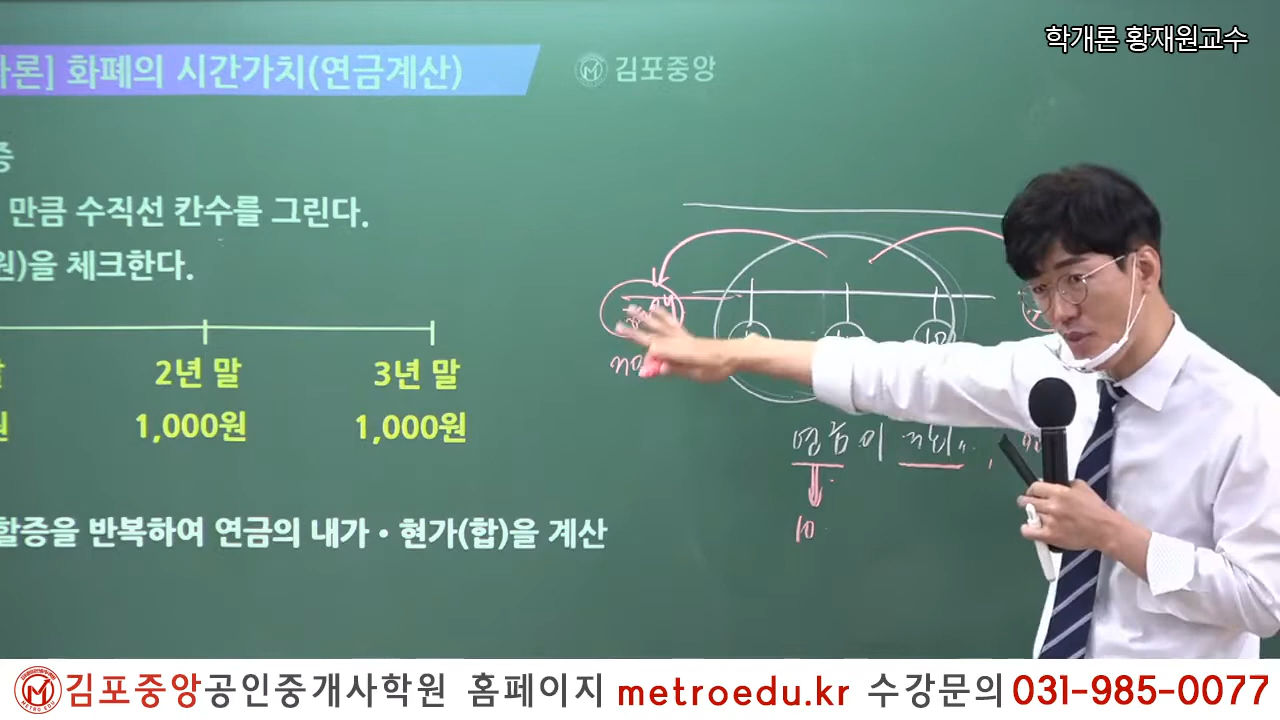 학개론 황재원교수
론] 화폐의 시간가치(연금계산)
김포중앙
만큼 수직선 칸수를 그린다.
원)을 체크한다.
2년 말 3년 말
1,000원 1,000원
10
할증을 반복하여 연금의 내가・현가(합)을 계산
김포중앙공인중개사학원 홈페이지 metroedu.kr 수강문의 031-985-0077